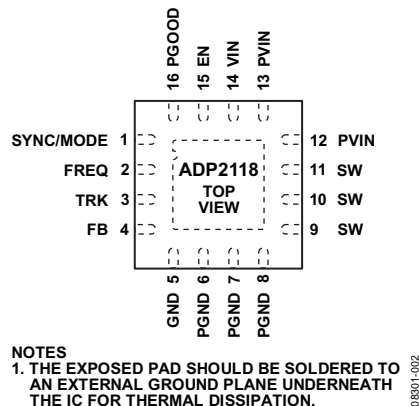 16 PGOOD
15 EN
14 VIN
13 PVIN
SYNC/MODE 1
FREQ 2
TRK 3
FB 4
ADP2118
TOP
VIEW
12 PVIN
11 SW
10 SW
9 SW
GND 5
PGND 6
PGND 7
PGND 8
NOTES
1. THE EXPOSED PAD SHOULD BE SOLDERED TO
AN EXTERNAL GROUND PLANE UNDERNEATH
THE IC FOR THERMAL DISSIPATION.
08301-002